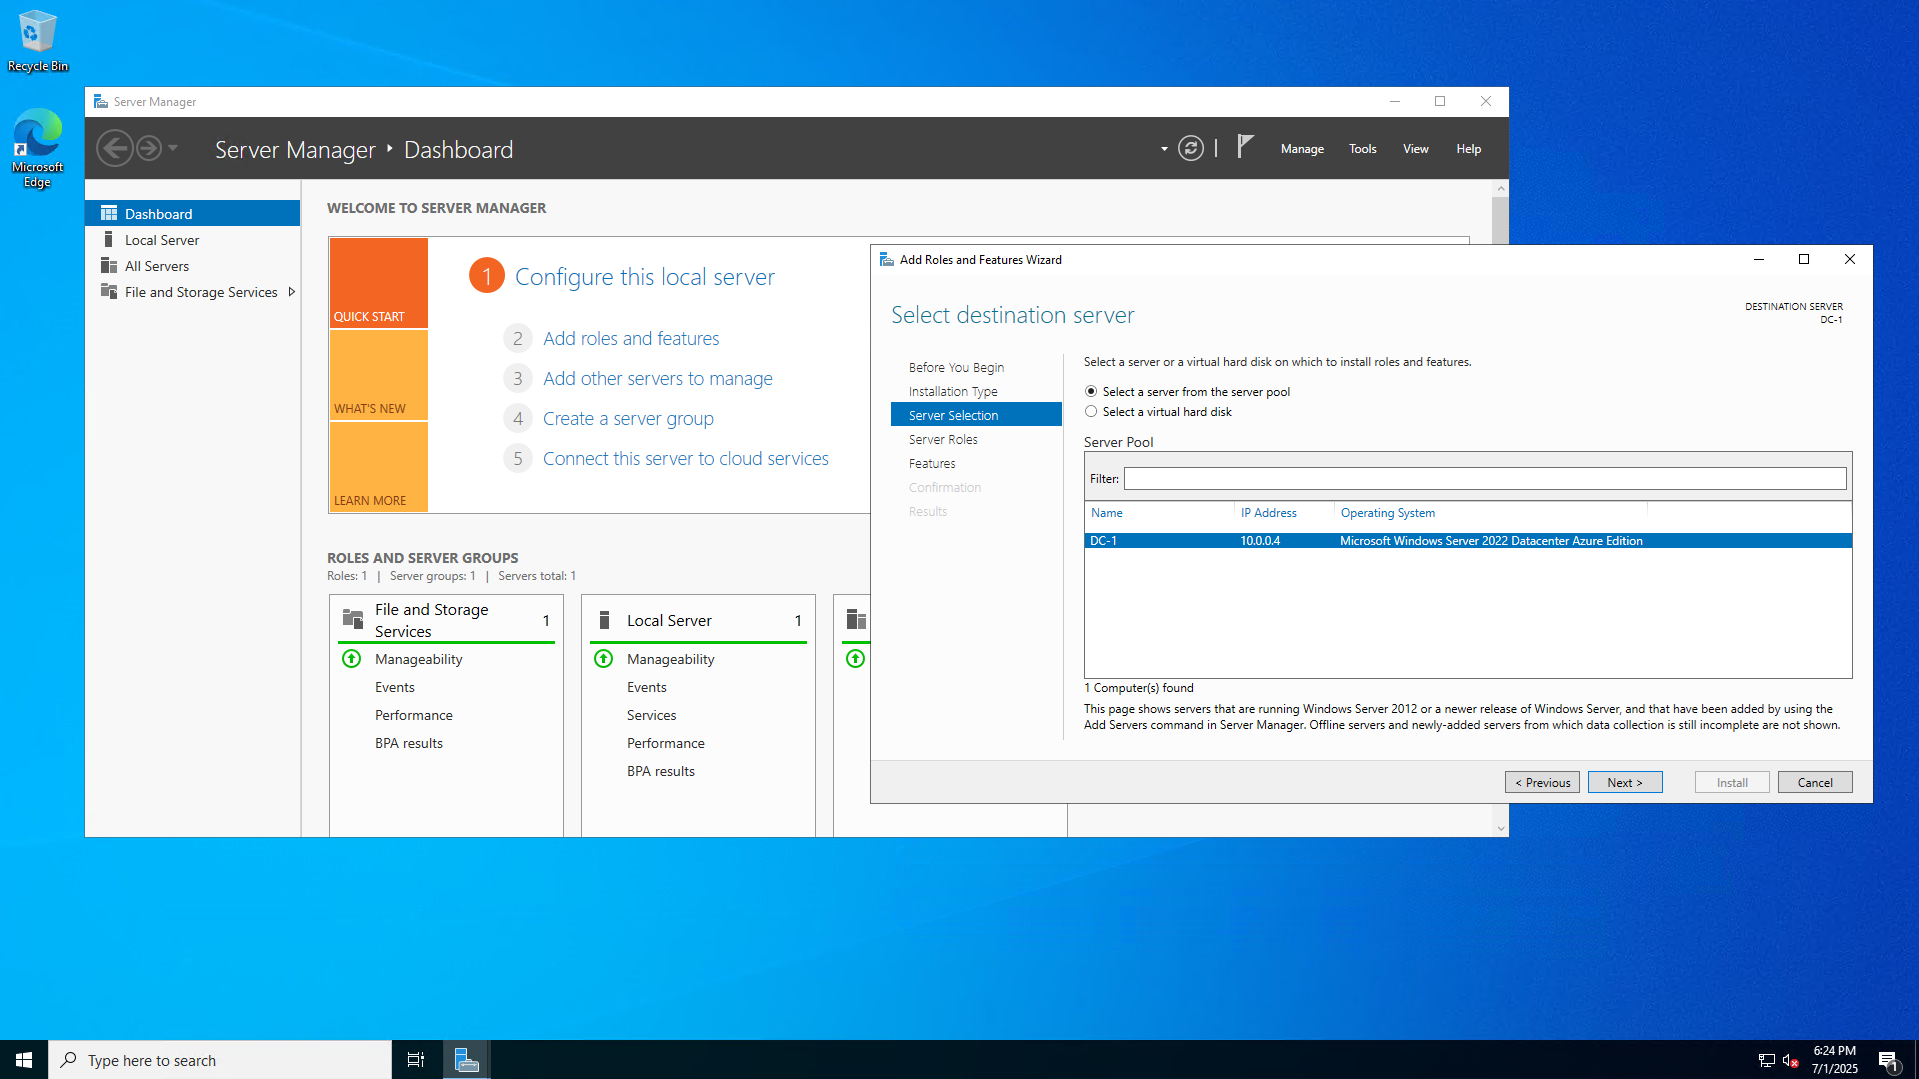 Recycle Bin
Microsoft
Edge
Server Manager
Server Manager
Dashboard
Manage
Tools
View
Help
Dashboard
Local Server
All Servers
File and Storage Services
WELCOME TO SERVER MANAGER
QUICK START
WHAT'S NEW
LEARN MORE
1 Configure this local server
2 Add roles and features
3 Add other servers to manage
4 Create a server group
5 Connect this server to cloud services
ROLES AND SERVER GROUPS
Roles: 1 | Server groups: 1 | Servers total: 1
File and Storage
Services
1
Manageability
Events
Performance
BPA results
Local Server
1
Manageability
Events
Services
Performance
BPA results
Add Roles and Features Wizard
Select destination server
DESTINATION SERVER
DC-1
Before You Begin
Installation Type
Server Selection
Server Roles
Features
Confirmation
Results
Select a server or a virtual hard disk on which to install roles and features.
Select a server from the server pool
Select a virtual hard disk
Server Pool
Filter:
Name IP Address Operating System
DC-1 10.0.0.4 Microsoft Windows Server 2022 Datacenter Azure Edition
1 Computer(s) found
This page shows servers that are running Windows Server 2012 or a newer release of Windows Server, and that have been added by using the
Add Servers command in Server Manager. Offline servers and newly-added servers from which data collection is still incomplete are not shown.
< Previous
Next >
Install
Cancel
Type here to search
6:24 PM
7/1/2025
1